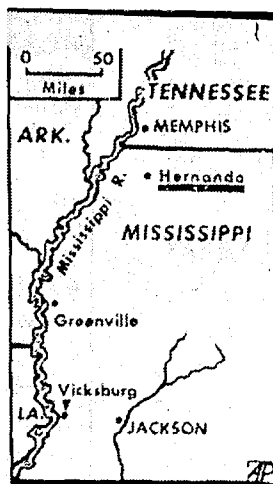 0 50
Miles
TENNESSEE
MEMPHIS
ARK.
Hernando
Mississippi R.
MISSISSIPPI
Greenville
Vicksburg
LA.
JACKSON
AP